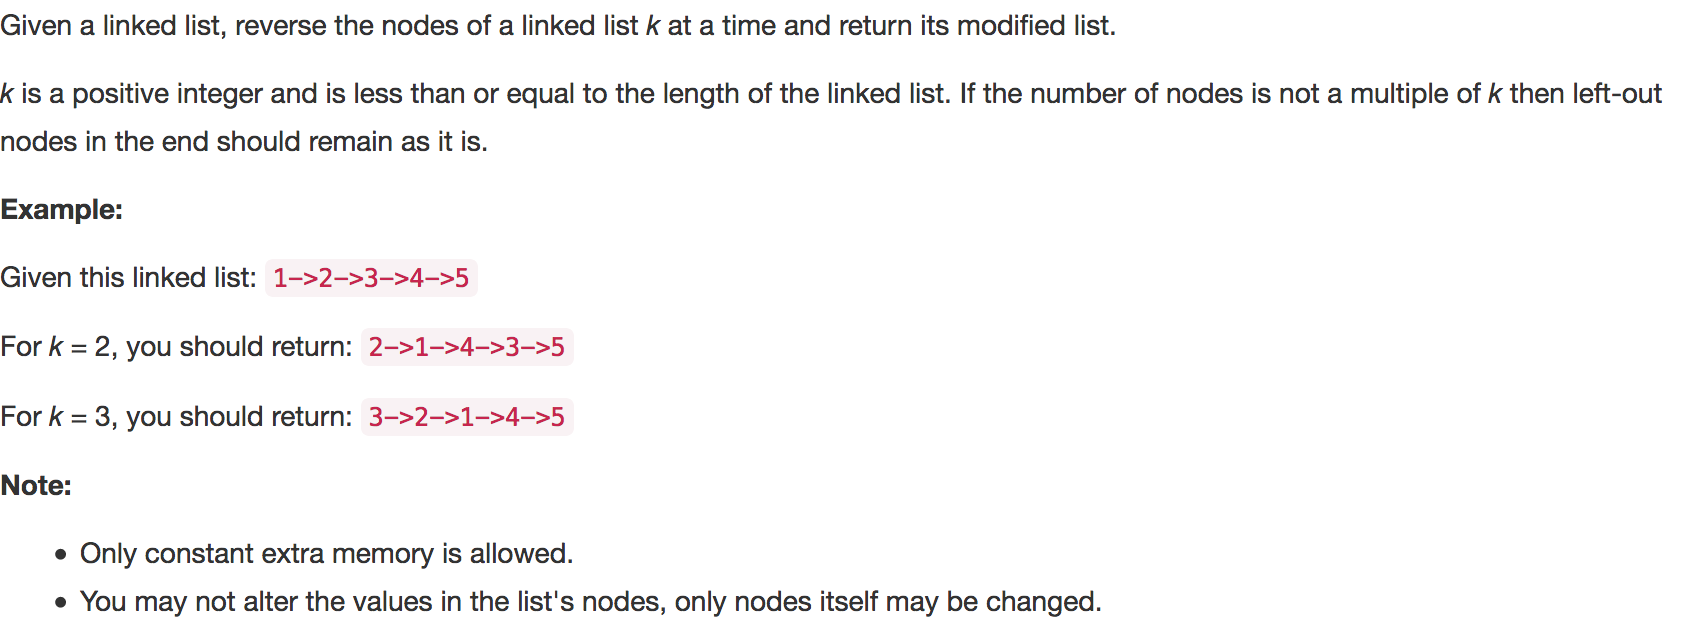 Given a linked list, reverse the nodes of a linked list k at a time and return its modified list.
k is a positive integer and is less than or equal to the length of the linked list. If the number of nodes is not a multiple of k then left-out
nodes in the end should remain as it is.
Example:
Given this linked list: 1->2->3->4->5
For k = 2, you should return: 2->1->4->3->5
For k = 3, you should return: 3->2->1->4->5
Note:
• Only constant extra memory is allowed.
• You may not alter the values in the list's nodes, only nodes itself may be changed.